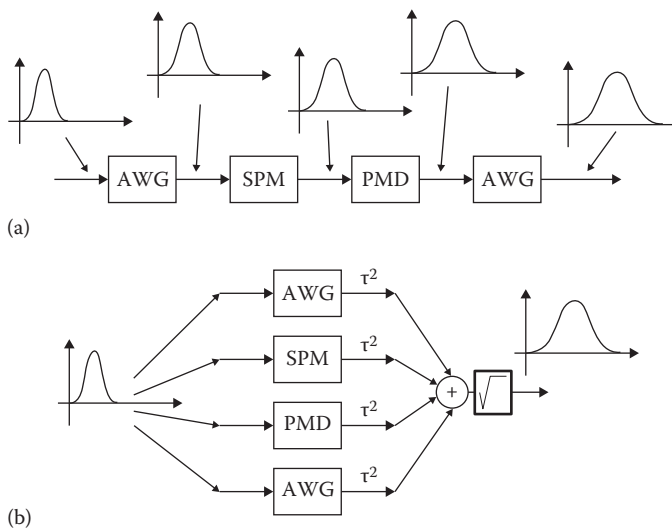 AWG SPM PMD AWG
(a)
AWG τ²
SPM τ²
+ √
PMD τ²
AWG τ²
(b)